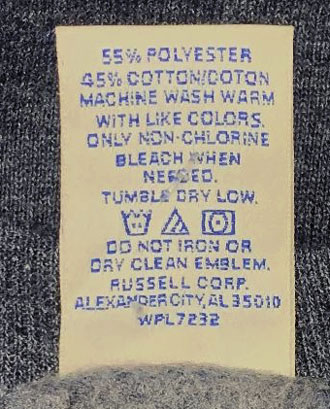 55% POLYESTER
45% COTTON/COTON
MACHINE WASH WARM
WITH LIKE COLORS.
ONLY NON-CHLORINE
BLEACH WHEN
NEEDED.
TUMBLE DRY LOW.
DO NOT IRON OR
DRY CLEAN EMBLEM.
RUSSELL CORP.
ALEXANDER CITY, AL 35010
WPL7232